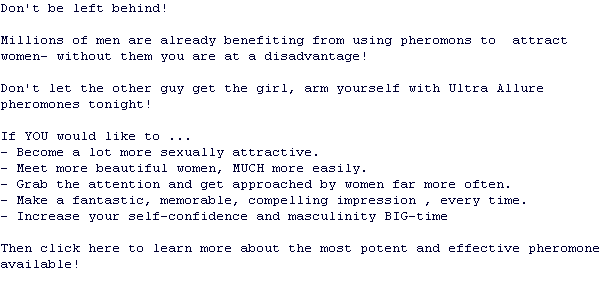 Don't be left behind!
Millions of men are already benefiting from using pheromons to  attract
women- without them you are at a disadvantage!
Don't let the other guy get the girl, arm yourself with Ultra Allure
pheromones tonight!
If YOU would like to ...
- Become a lot more sexually attractive.
- Meet more beautiful women, MUCH more easily.
- Grab the attention and get approached by women far more often.
- Make a fantastic, memorable, compelling impression , every time.
- Increase your self-confidence and masculinity BIG-time
Then click here to learn more about the most potent and effective pheromone
available!